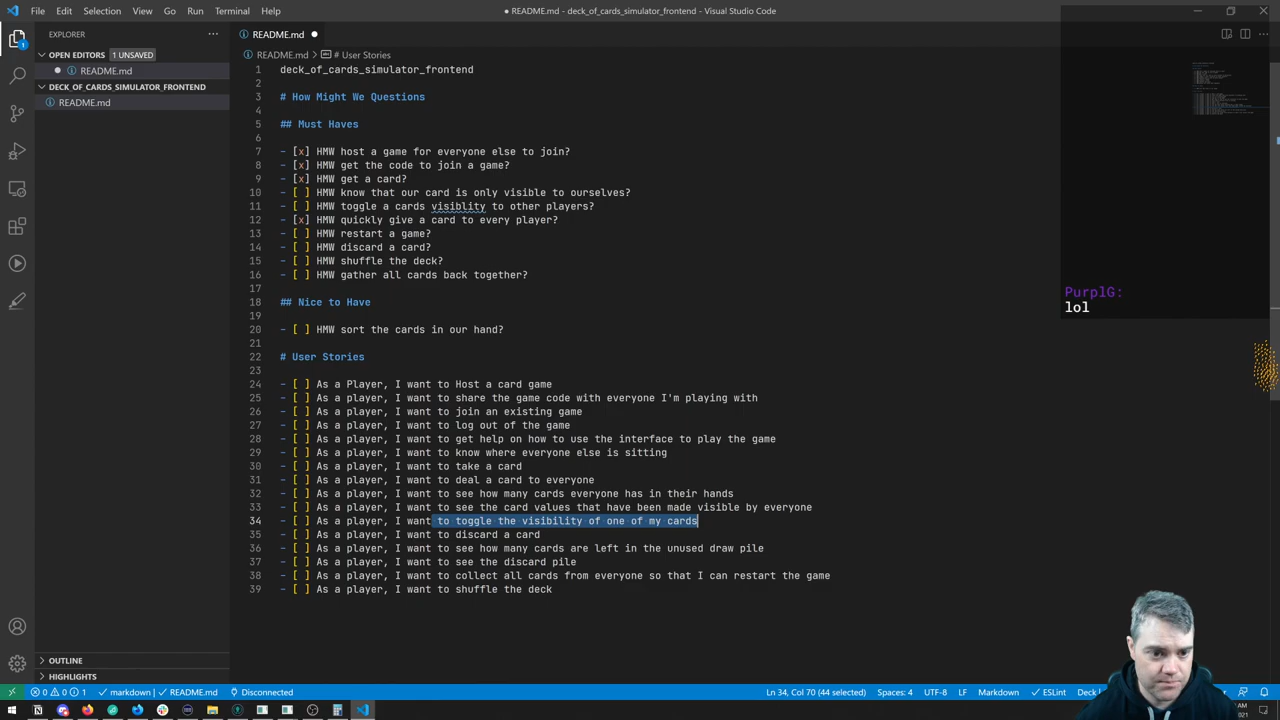 File Edit Selection View Go Run Terminal Help
● README.md - deck_of_cards_simulator_frontend - Visual Studio Code
EXPLORER
OPEN EDITORS 1 UNSAVED
README.md
DECK_OF_CARDS_SIMULATOR_FRONTEND
README.md
OUTLINE
HIGHLIGHTS
README.md
README.md > # User Stories
1 deck_of_cards_simulator_frontend
2
3 # How Might We Questions
4
5 ## Must Haves
6
7 - [x] HMW host a game for everyone else to join?
8 - [x] HMW get the code to join a game?
9 - [x] HMW get a card?
10 - [ ] HMW know that our card is only visible to ourselves?
11 - [ ] HMW toggle a cards visiblity to other players?
12 - [x] HMW quickly give a card to every player?
13 - [ ] HMW restart a game?
14 - [ ] HMW discard a card?
15 - [ ] HMW shuffle the deck?
16 - [ ] HMW gather all cards back together?
17
18 ## Nice to Have
19
20 - [ ] HMW sort the cards in our hand?
21
22 # User Stories
23
24 - [ ] As a Player, I want to Host a card game
25 - [ ] As a player, I want to share the game code with everyone I'm playing with
26 - [ ] As a player, I want to join an existing game
27 - [ ] As a player, I want to log out of the game
28 - [ ] As a player, I want to get help on how to use the interface to play the game
29 - [ ] As a player, I want to know where everyone else is sitting
30 - [ ] As a player, I want to take a card
31 - [ ] As a player, I want to deal a card to everyone
32 - [ ] As a player, I want to see how many cards everyone has in their hands
33 - [ ] As a player, I want to see the card values that have been made visible by everyone
34 - [ ] As a player, I want to toggle the visibility of one of my cards
35 - [ ] As a player, I want to discard a card
36 - [ ] As a player, I want to see how many cards are left in the unused draw pile
37 - [ ] As a player, I want to see the discard pile
38 - [ ] As a player, I want to collect all cards from everyone so that I can restart the game
39 - [ ] As a player, I want to shuffle the deck
PurplG:
lol
0 0 1 markdown README.md Disconnected
Ln 34, Col 70 (44 selected) Spaces: 4 UTF-8 LF Markdown ESLint Deck